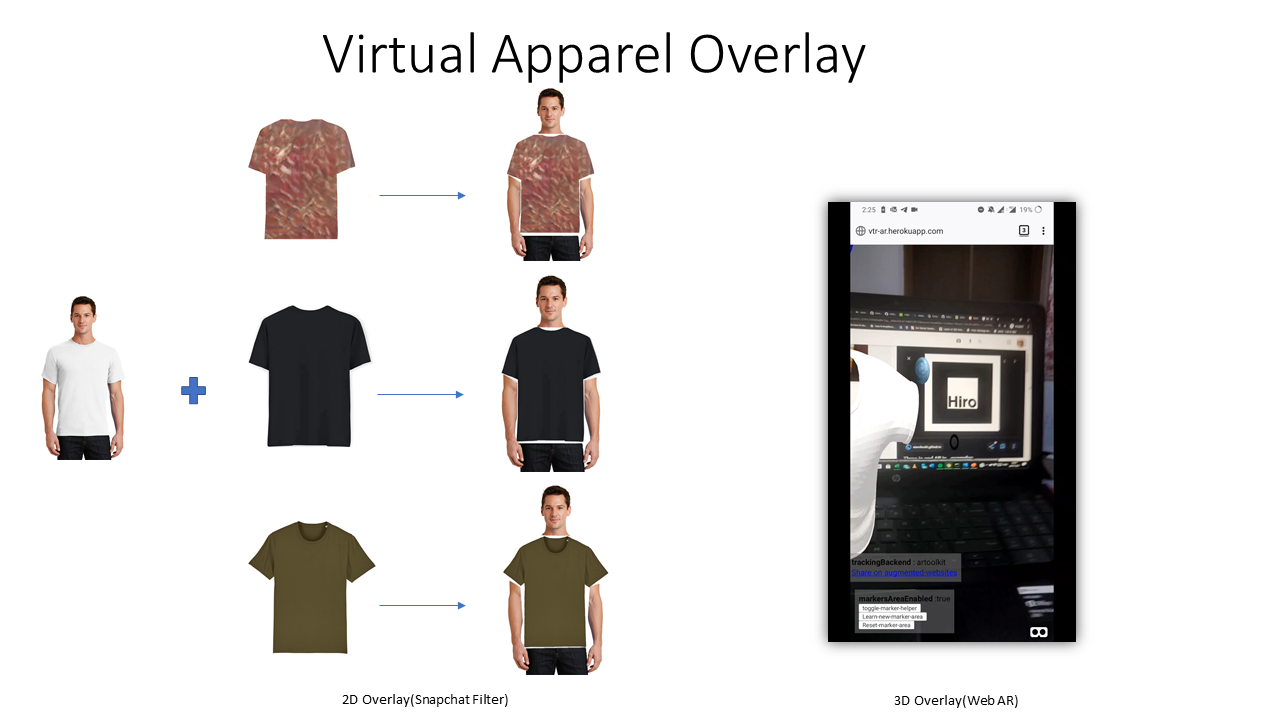 Virtual Apparel Overlay
2:25
19%
vtr-ar.herokuapp.com
3
Hiro
hp
trackingBackend : artoolkit
Share on augmented websites
markersAreaEnabled :true
toggle-marker-helper
Learn-new-marker-area
Reset-marker-area
2D Overlay(Snapchat Filter)
3D Overlay(Web AR)